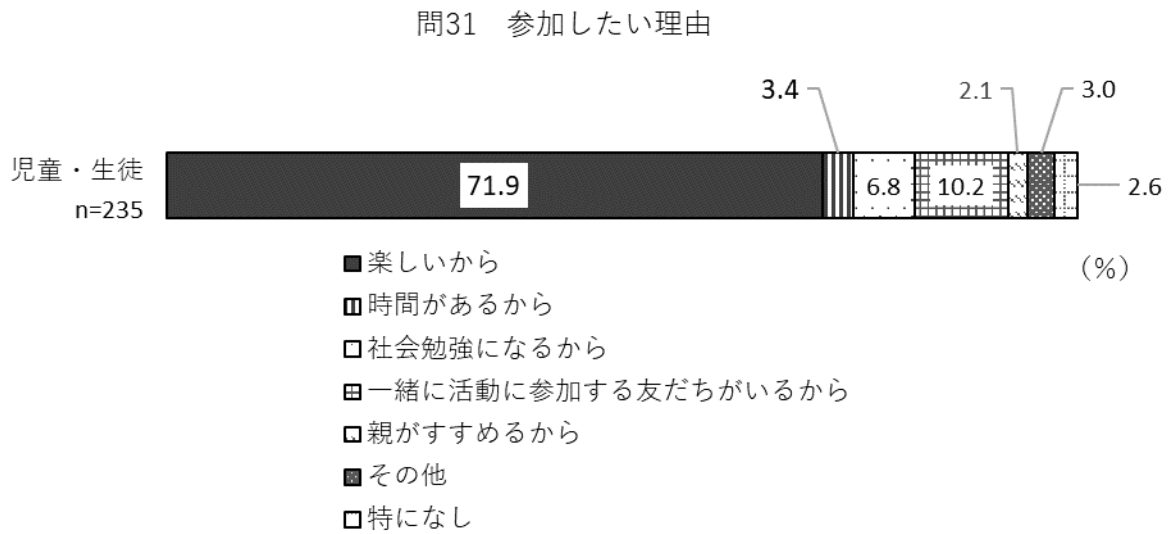 問31　参加したい理由
3.4
2.1
3.0
児童・生徒
n=235
71.9
6.8
10.2
2.6
（%）
楽しいから
時間があるから
社会勉強になるから
一緒に活動に参加する友だちがいるから
親がすすめるから
その他
特になし